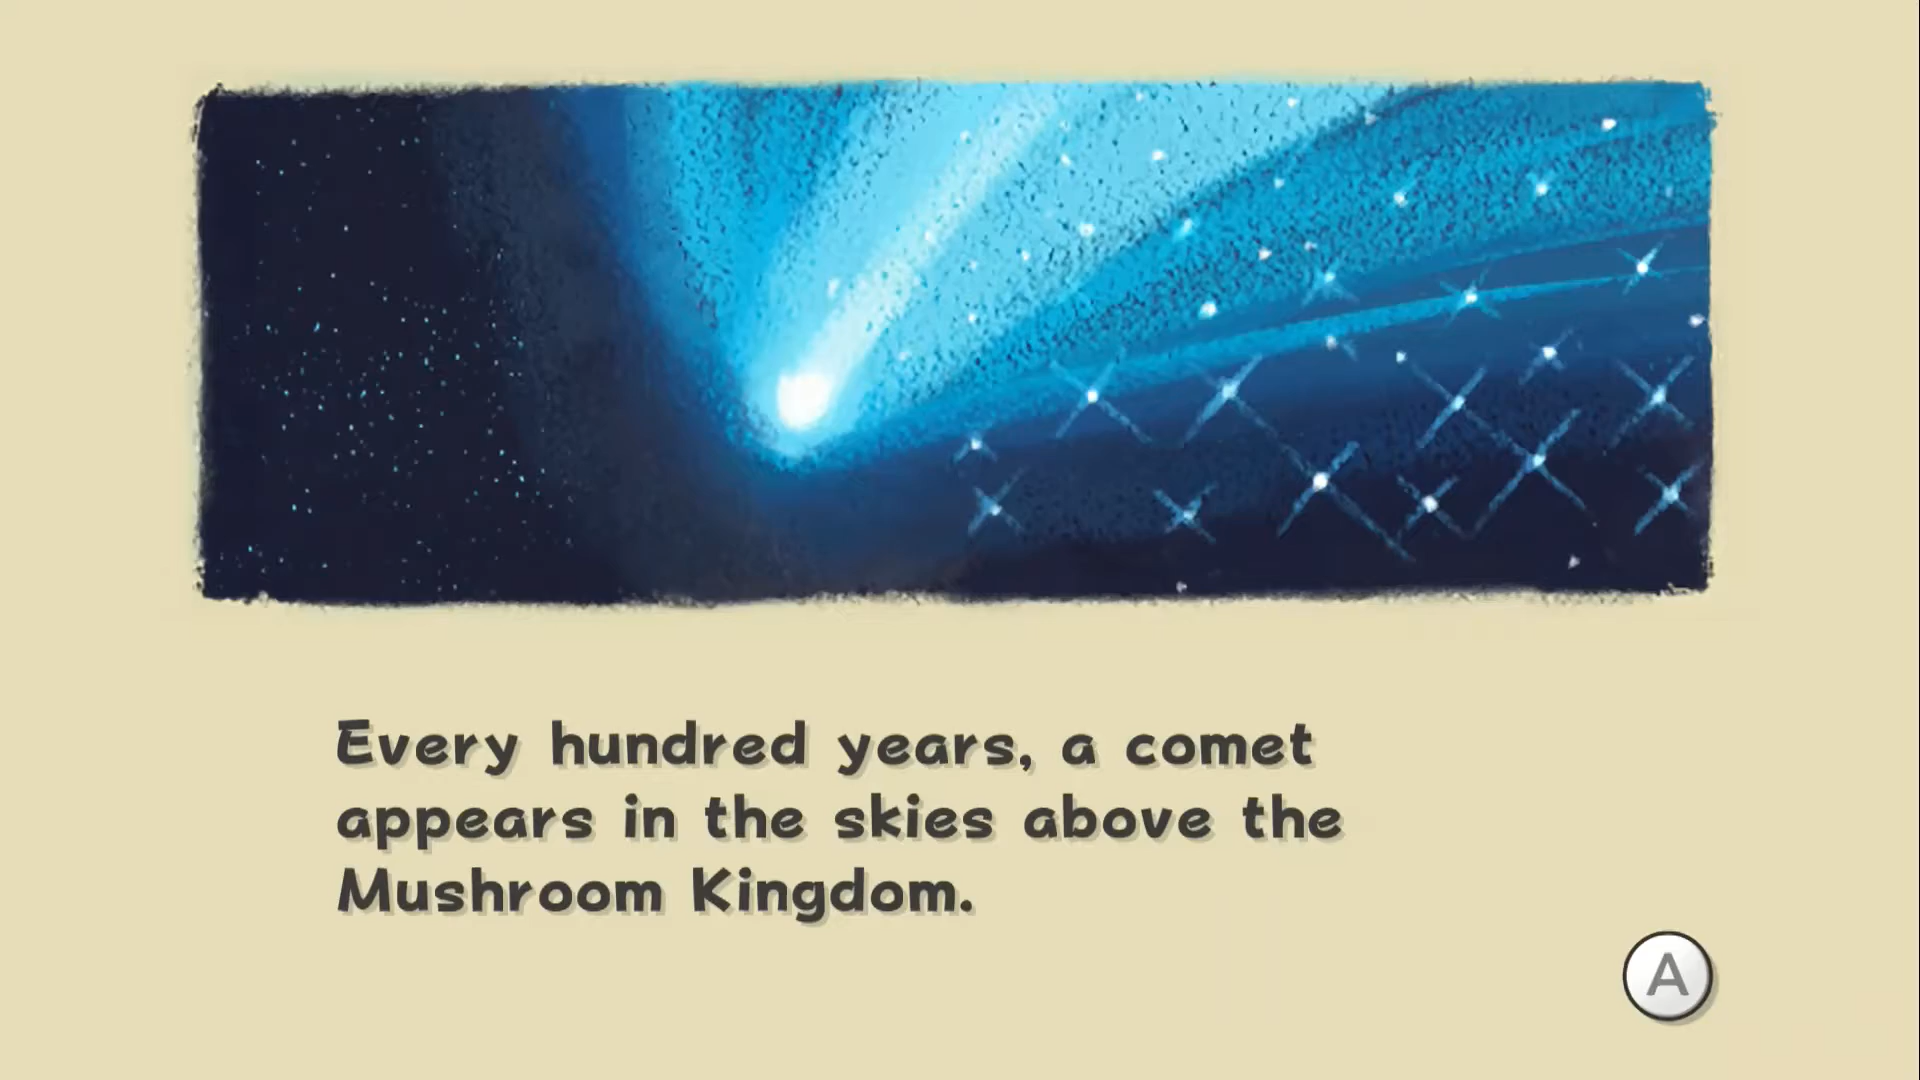 Every hundred years, a comet
appears in the skies above the
Mushroom Kingdom.
A